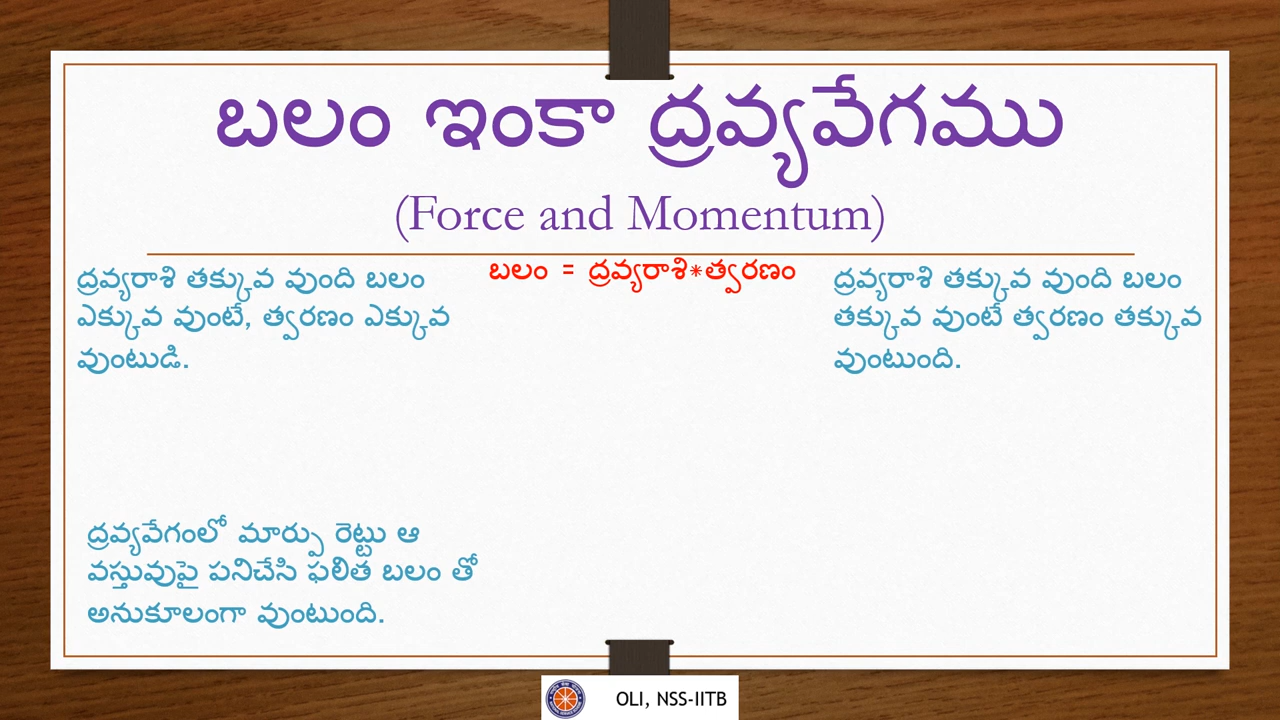 బలం ఇంకా ద్రవ్యవేగము
(Force and Momentum)
బలం = ద్రవ్యరాశి*త్వరణం
ద్రవ్యరాశి తక్కువ వుంది బలం
ఎక్కువ వుంటే, త్వరణం ఎక్కువ
వుంటుడి.
ద్రవ్యరాశి తక్కువ వుంది బలం
తక్కువ వుంటే త్వరణం తక్కువ
వుంటుంది.
ద్రవ్యవేగంలో మార్పు రెట్టు ఆ
వస్తువుపై పనిచేసి ఫలిత బలం తో
అనుకూలంగా వుంటుంది.
OLI, NSS-IITB